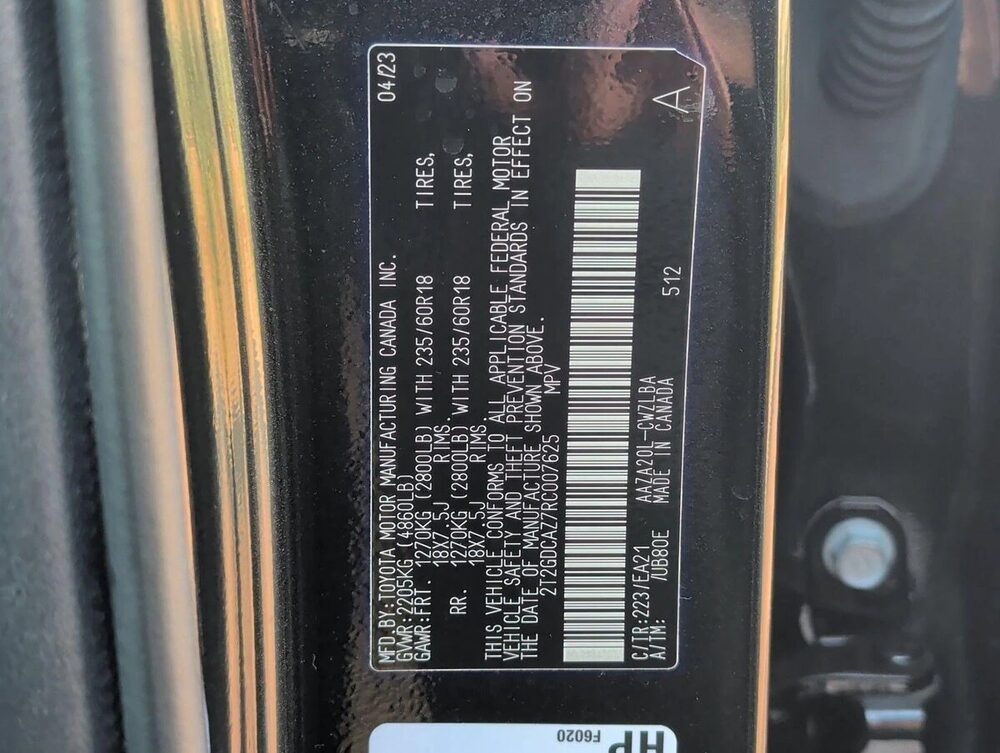 MFD.BY:TOYOTA MOTOR MANUFACTURING CANADA INC. 04/23
GVWR:2205KG (4860LB)
GAWR:FRT. 1270KG (2800LB) WITH 235/60R18 TIRES,
18X7.5J RIMS,
RR. 1270KG (2800LB) WITH 235/60R18 TIRES,
18X7.5J RIMS
THIS VEHICLE CONFORMS TO ALL APPLICABLE FEDERAL MOTOR
VEHICLE SAFETY AND THEFT PREVENTION STANDARDS IN EFFECT ON
THE DATE OF MANUFACTURE SHOWN ABOVE.
2T2GDCAZ7RC007625 MPV
C/TR:223/EA21 AAZA20L-CWZLBA 512
A/TM: /UB80E MADE IN CANADA
A
HP
F6020